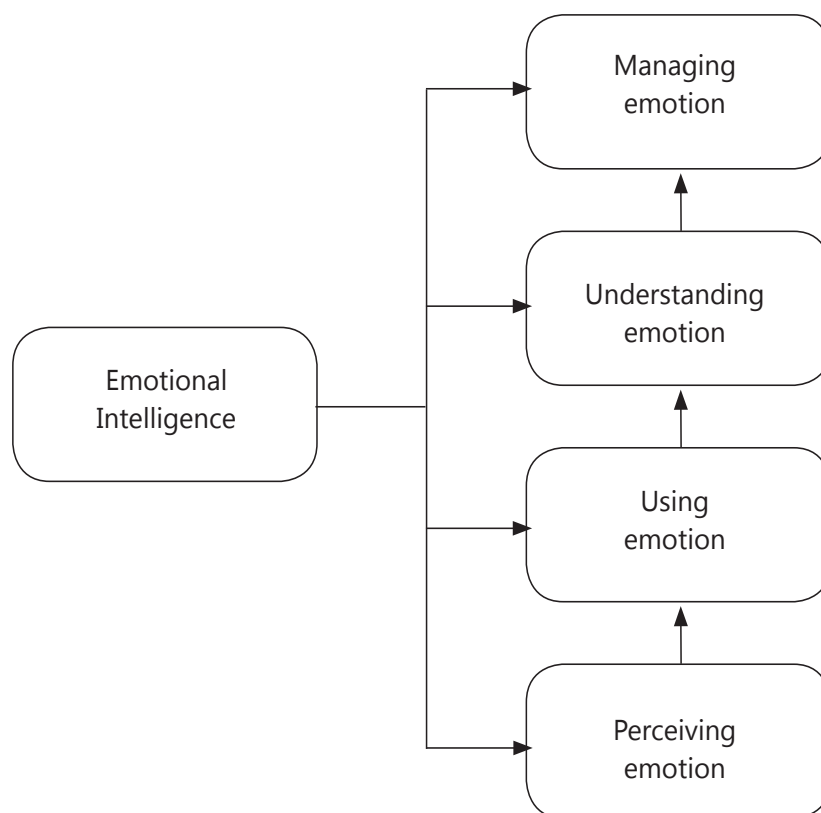 Managing
emotion
Understanding
emotion
Emotional
Intelligence
Using
emotion
Perceiving
emotion